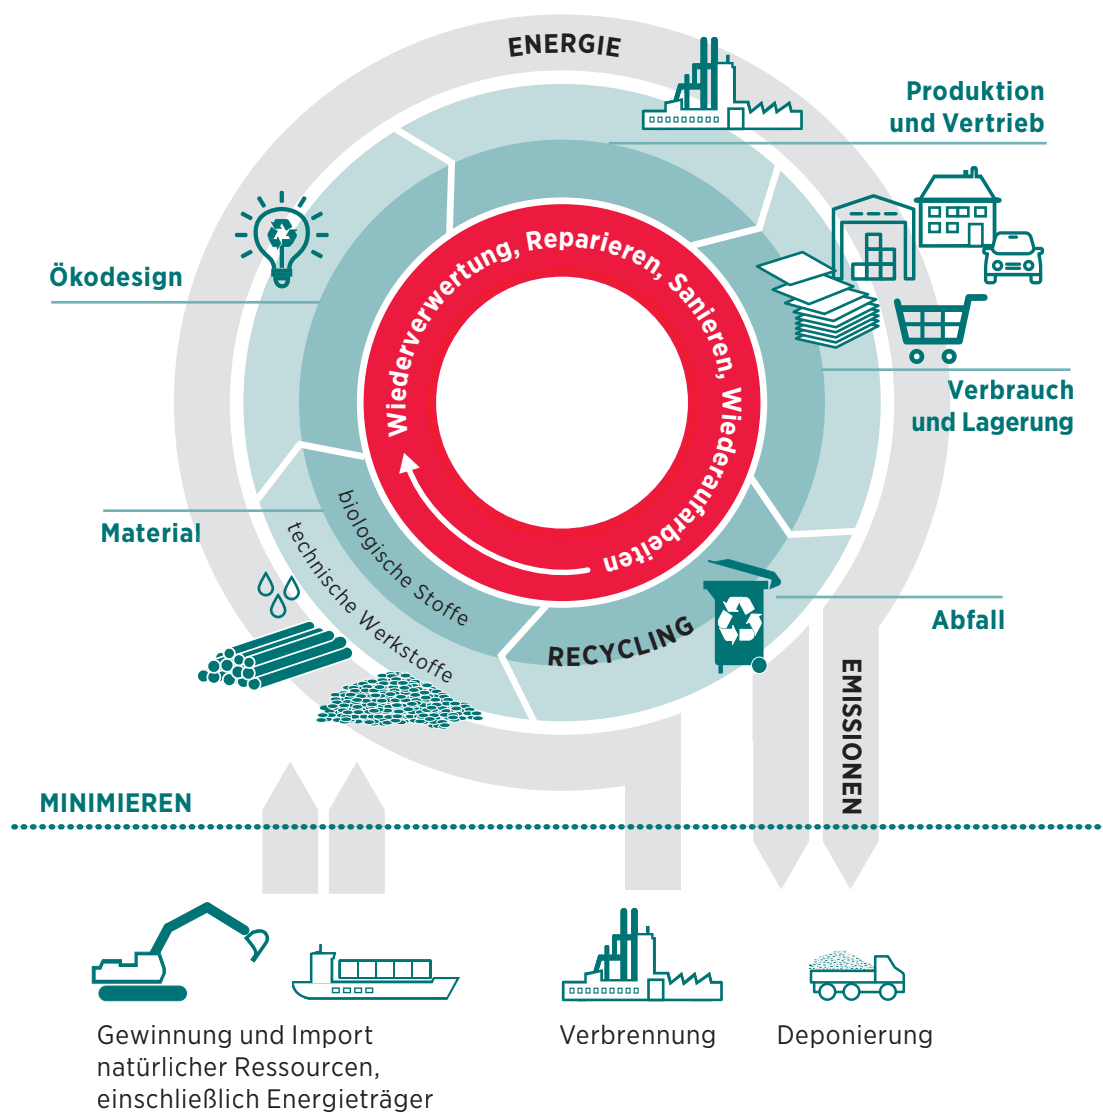 ENERGIE
Produktion
und Vertrieb
Ökodesign
Wiederverwertung, Reparieren, Sanieren, Wiederaufarbeiten
Verbrauch
und Lagerung
Material
biologische Stoffe
technische Werkstoffe
RECYCLING
Abfall
EMISSIONEN
MINIMIEREN
Gewinnung und Import
natürlicher Ressourcen,
einschließlich Energieträger
Verbrennung
Deponierung